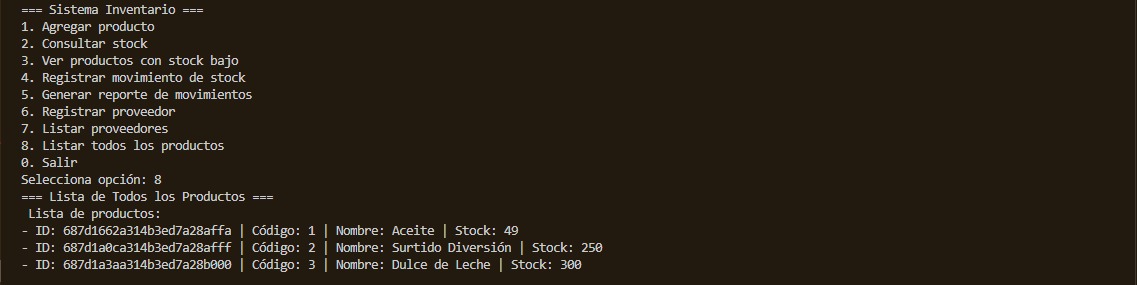 === Sistema Inventario ===
1. Agregar producto
2. Consultar stock
3. Ver productos con stock bajo
4. Registrar movimiento de stock
5. Generar reporte de movimientos
6. Registrar proveedor
7. Listar proveedores
8. Listar todos los productos
0. Salir
Selecciona opción: 8
=== Lista de Todos los Productos ===
Lista de productos:
- ID: 687d1662a314b3ed7a28affa | Código: 1 | Nombre: Aceite | Stock: 49
- ID: 687d1a0ca314b3ed7a28afff | Código: 2 | Nombre: Surtido Diversión | Stock: 250
- ID: 687d1a3aa314b3ed7a28b000 | Código: 3 | Nombre: Dulce de Leche | Stock: 300